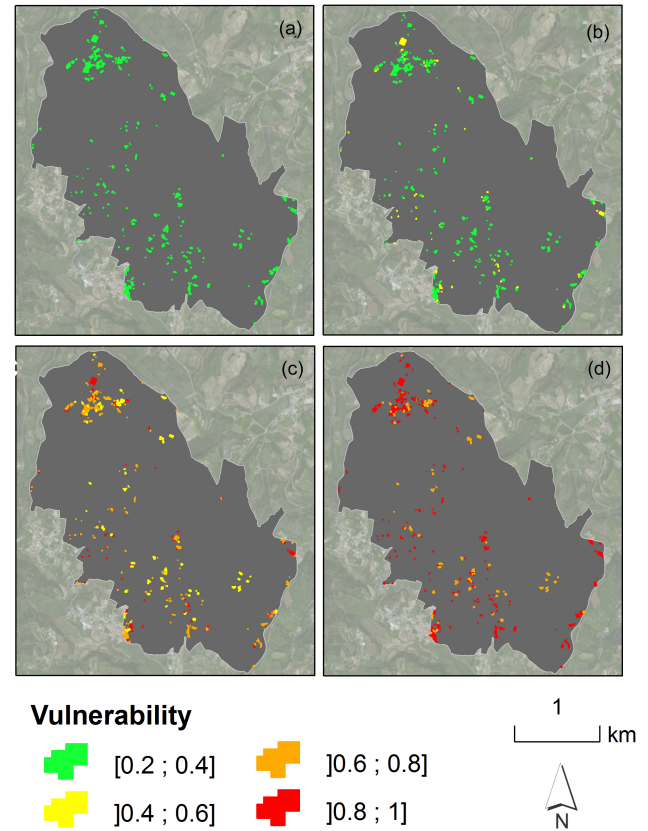 (a)
(b)
(c)
(d)
Vulnerability
[0.2 ; 0.4]
]0.6 ; 0.8]
]0.4 ; 0.6]
]0.8 ; 1]
1
km
N